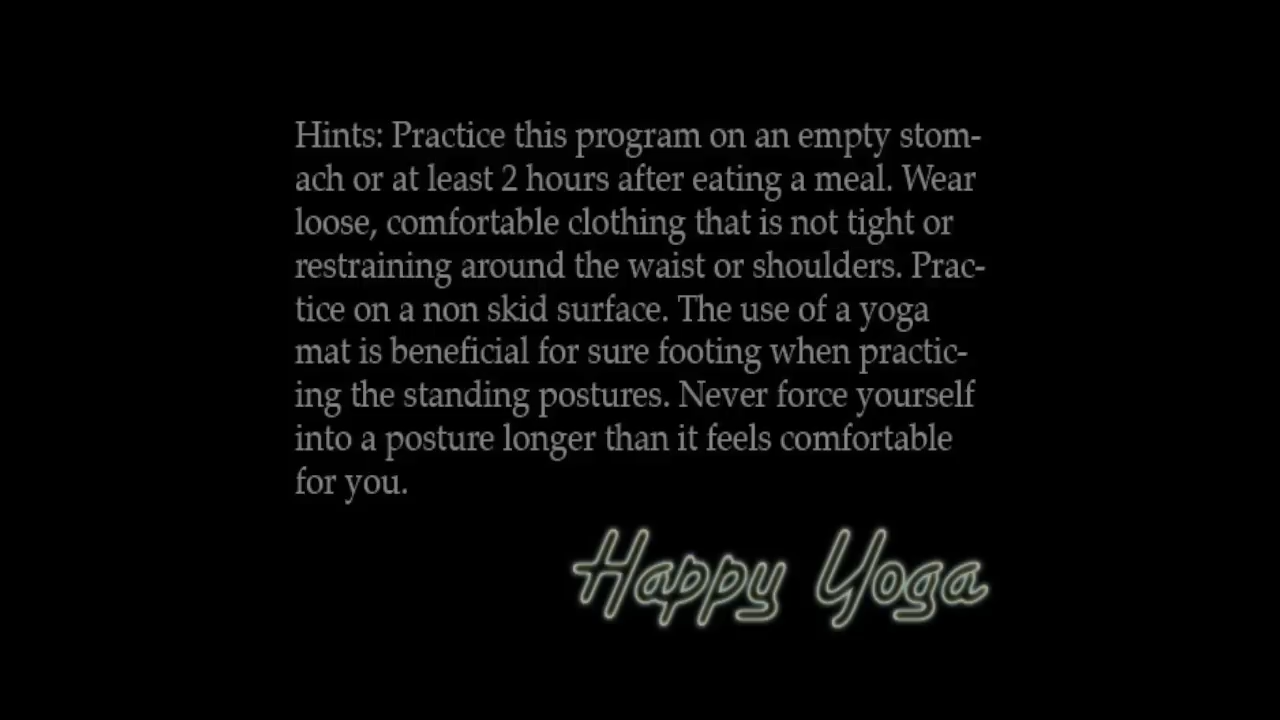 Hints: Practice this program on an empty stom-
ach or at least 2 hours after eating a meal. Wear
loose, comfortable clothing that is not tight or
restraining around the waist or shoulders. Prac-
tice on a non skid surface. The use of a yoga
mat is beneficial for sure footing when practic-
ing the standing postures. Never force yourself
into a posture longer than it feels comfortable
for you.
Happy Yoga